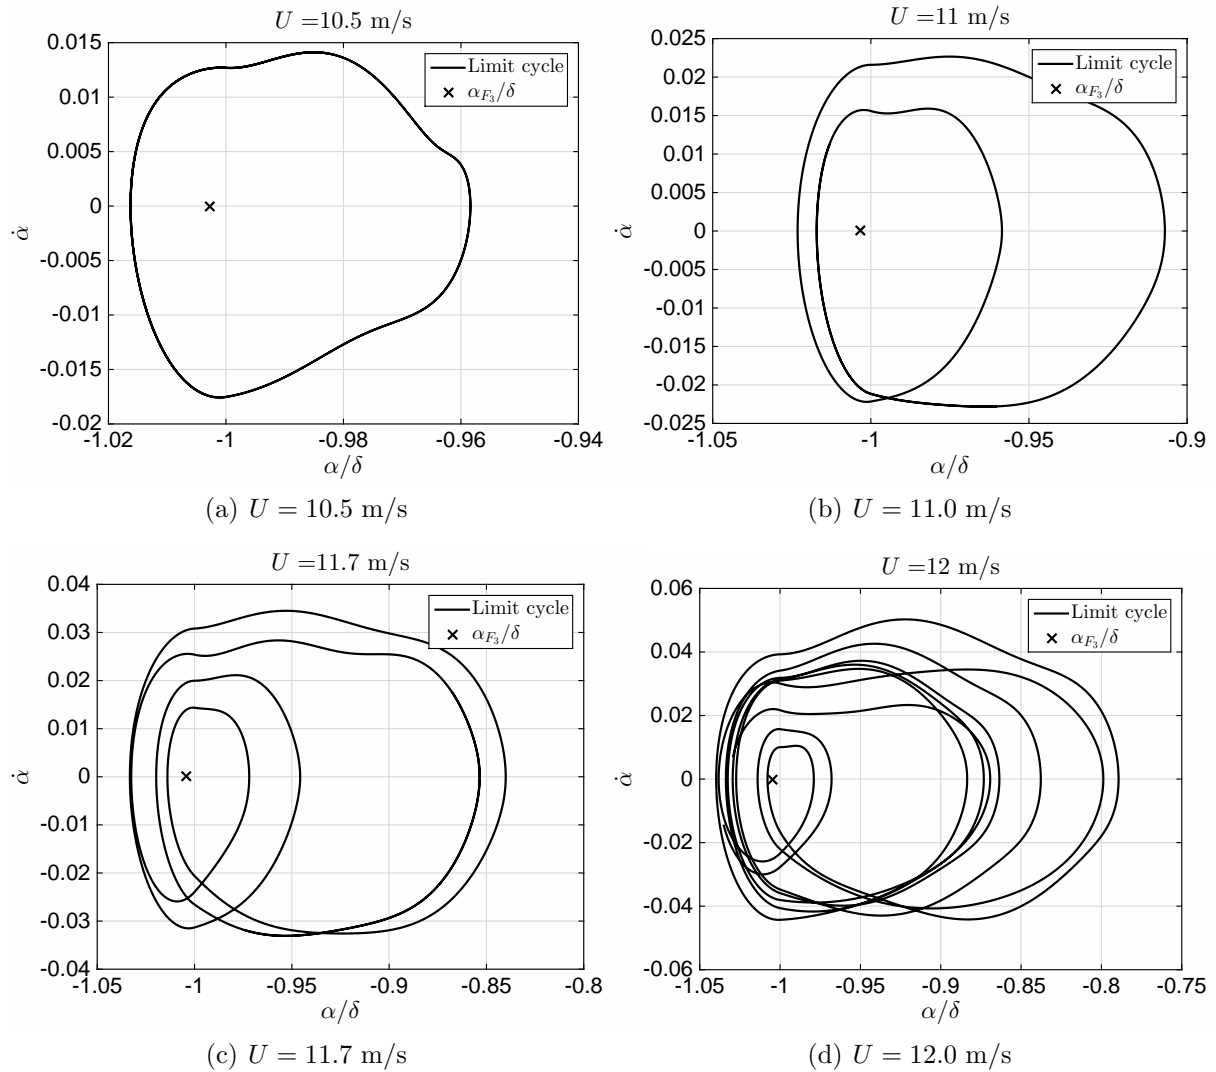 U =10.5 m/s
0.015
0.01
0.005
0
-0.005
-0.01
-0.015
-0.02
-1.02 -1 -0.98 -0.96 -0.94
α̇
α/δ
Limit cycle
α_{F_3}/δ
(a) U = 10.5 m/s
U =11 m/s
0.025
0.02
0.015
0.01
0.005
0
-0.005
-0.01
-0.015
-0.02
-0.025
-1.05 -1 -0.95 -0.9
α̇
α/δ
Limit cycle
α_{F_3}/δ
(b) U = 11.0 m/s
U =11.7 m/s
0.04
0.03
0.02
0.01
0
-0.01
-0.02
-0.03
-0.04
-1.05 -1 -0.95 -0.9 -0.85 -0.8
α̇
α/δ
Limit cycle
α_{F_3}/δ
(c) U = 11.7 m/s
U =12 m/s
0.06
0.04
0.02
0
-0.02
-0.04
-0.06
-1.05 -1 -0.95 -0.9 -0.85 -0.8 -0.75
α̇
α/δ
Limit cycle
α_{F_3}/δ
(d) U = 12.0 m/s